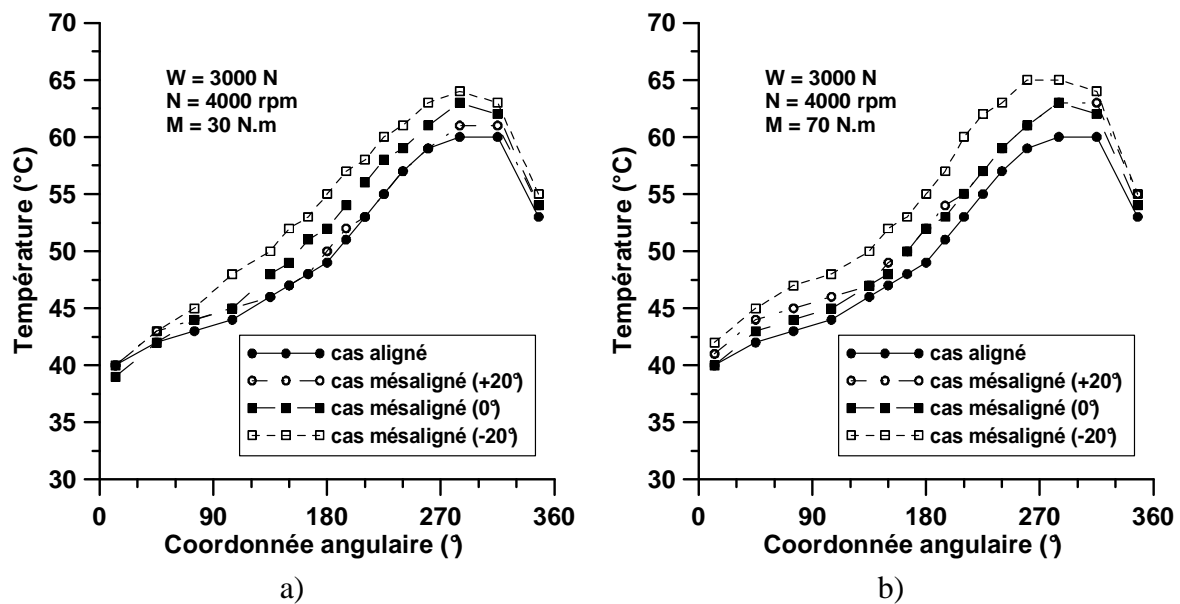 70
65
60
55
50
45
40
35
30
Température (°C)
W = 3000 N
N = 4000 rpm
M = 30 N.m
cas aligné
cas mésaligné (+20°)
cas mésaligné (0°)
cas mésaligné (-20°)
0 90 180 270 360
Coordonnée angulaire (°)
a)
70
65
60
55
50
45
40
35
30
Température (°C)
W = 3000 N
N = 4000 rpm
M = 70 N.m
cas aligné
cas mésaligné (+20°)
cas mésaligné (0°)
cas mésaligné (-20°)
0 90 180 270 360
Coordonnée angulaire (°)
b)